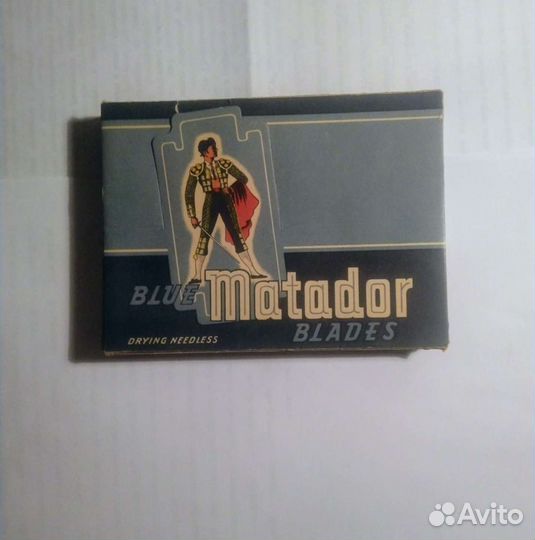 BLUE Matador
BLADES
DRYING NEEDLESS
Avito